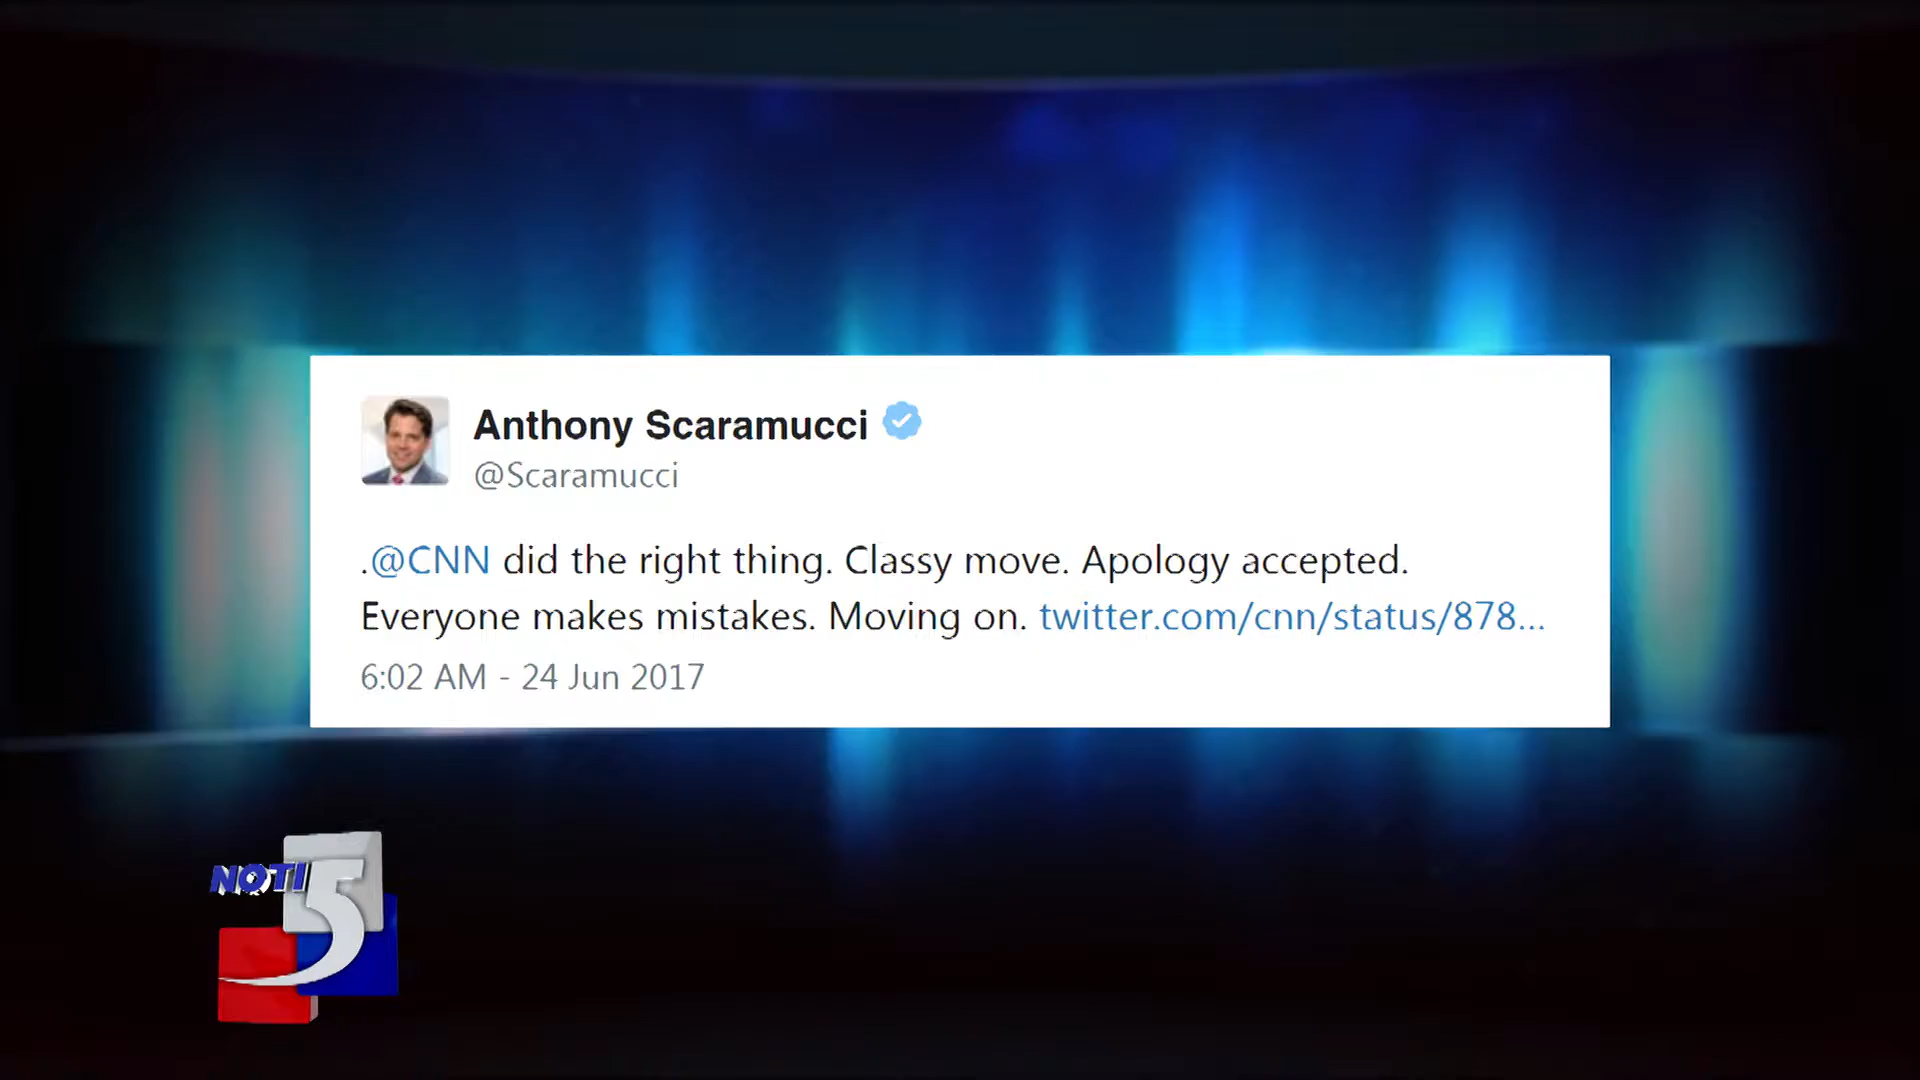 Anthony Scaramucci
@Scaramucci
.@CNN did the right thing. Classy move. Apology accepted.
Everyone makes mistakes. Moving on. twitter.com/cnn/status/878...
6:02 AM - 24 Jun 2017
NOTI
5